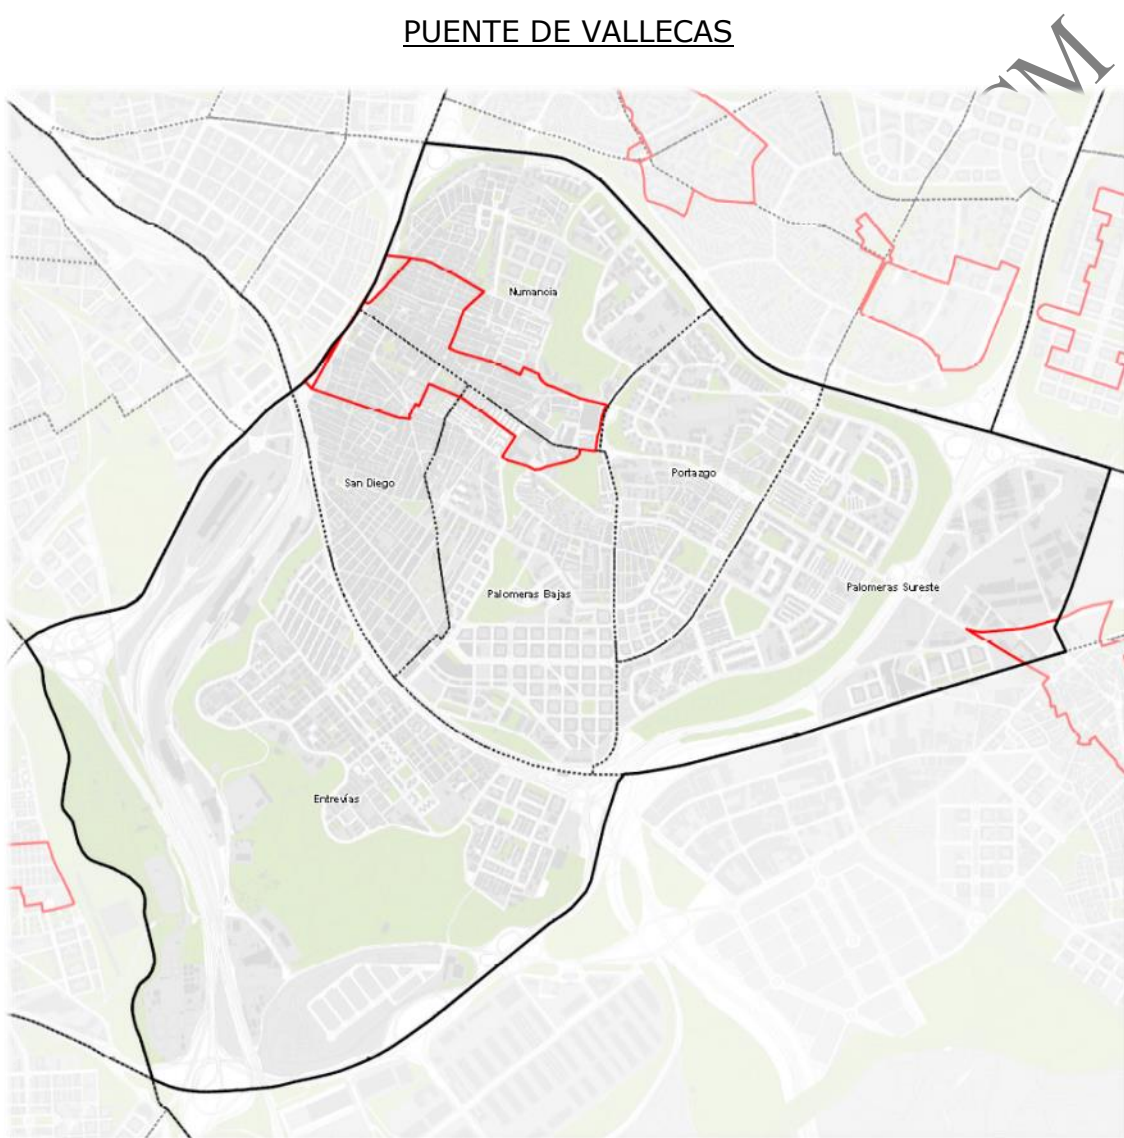 PUENTE DE VALLECAS
Numancia
San Diego
Portazgo
Palomeras Bajas
Palomeras Sureste
Entrevías